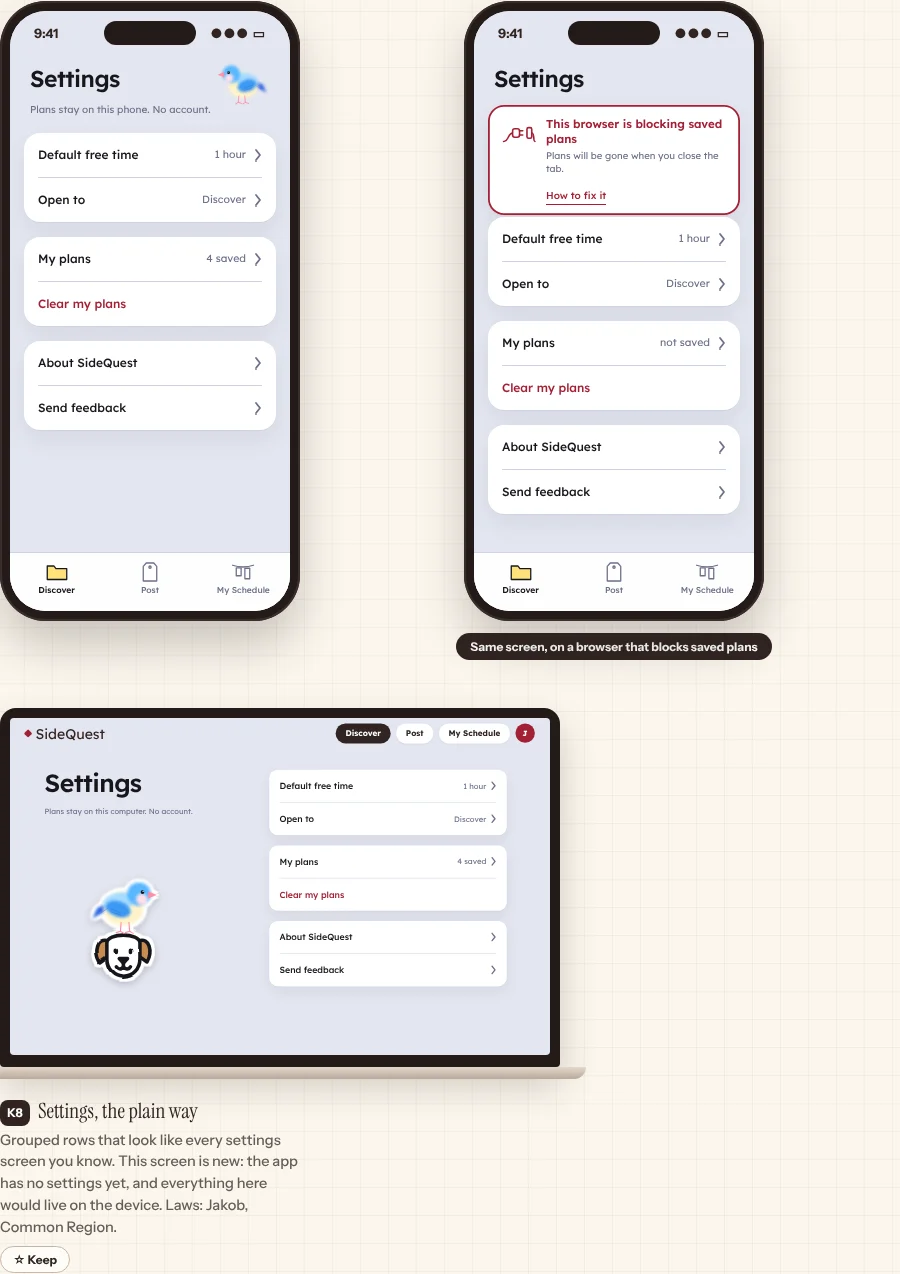 9:41
Settings
Plans stay on this phone. No account.
Default free time 1 hour
Open to Discover
My plans 4 saved
Clear my plans
About SideQuest
Send feedback
Discover Post My Schedule
9:41
Settings
This browser is blocking saved
plans
Plans will be gone when you close the
tab.
How to fix it
Default free time 1 hour
Open to Discover
My plans not saved
Clear my plans
About SideQuest
Send feedback
Discover Post My Schedule
Same screen, on a browser that blocks saved plans
SideQuest Discover Post My Schedule J
Settings
Plans stay on this computer. No account.
Default free time 1 hour
Open to Discover
My plans 4 saved
Clear my plans
About SideQuest
Send feedback
K8 Settings, the plain way
Grouped rows that look like every settings
screen you know. This screen is new: the app
has no settings yet, and everything here
would live on the device. Laws: Jakob,
Common Region.
☆ Keep